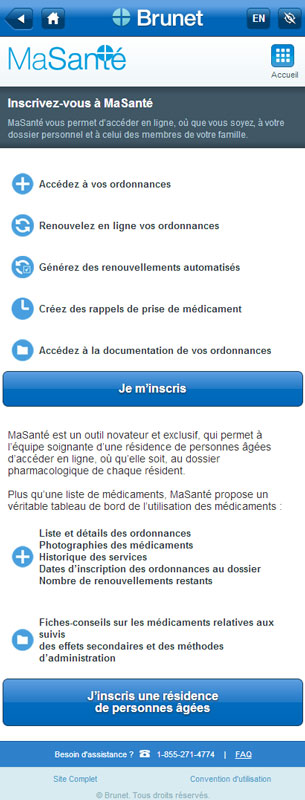 Brunet
EN
MaSanté
Accueil
Inscrivez-vous à MaSanté
MaSanté vous permet d'accéder en ligne, où que vous soyez, à votre
dossier personnel et à celui des membres de votre famille.
Accédez à vos ordonnances
Renouvelez en ligne vos ordonnances
Générez des renouvellements automatisés
Créez des rappels de prise de médicament
Accédez à la documentation de vos ordonnances
Je m'inscris
MaSanté est un outil novateur et exclusif, qui permet à
l'équipe soignante d'une résidence de personnes âgées
d'accéder en ligne, où qu'elle soit, au dossier
pharmacologique de chaque résident.
Plus qu'une liste de médicaments, MaSanté propose un
véritable tableau de bord de l'utilisation des médicaments :
Liste et détails des ordonnances
Photographies des médicaments
Historique des services
Dates d'inscription des ordonnances au dossier
Nombre de renouvellements restants
Fiches-conseils sur les médicaments relatives aux
suivis
des effets secondaires et des méthodes
d'administration
J'inscris une résidence
de personnes âgées
Besoin d'assistance ? 1-855-271-4774 | FAQ
Site Complet Convention d'utilisation
© Brunet. Tous droits réservés.